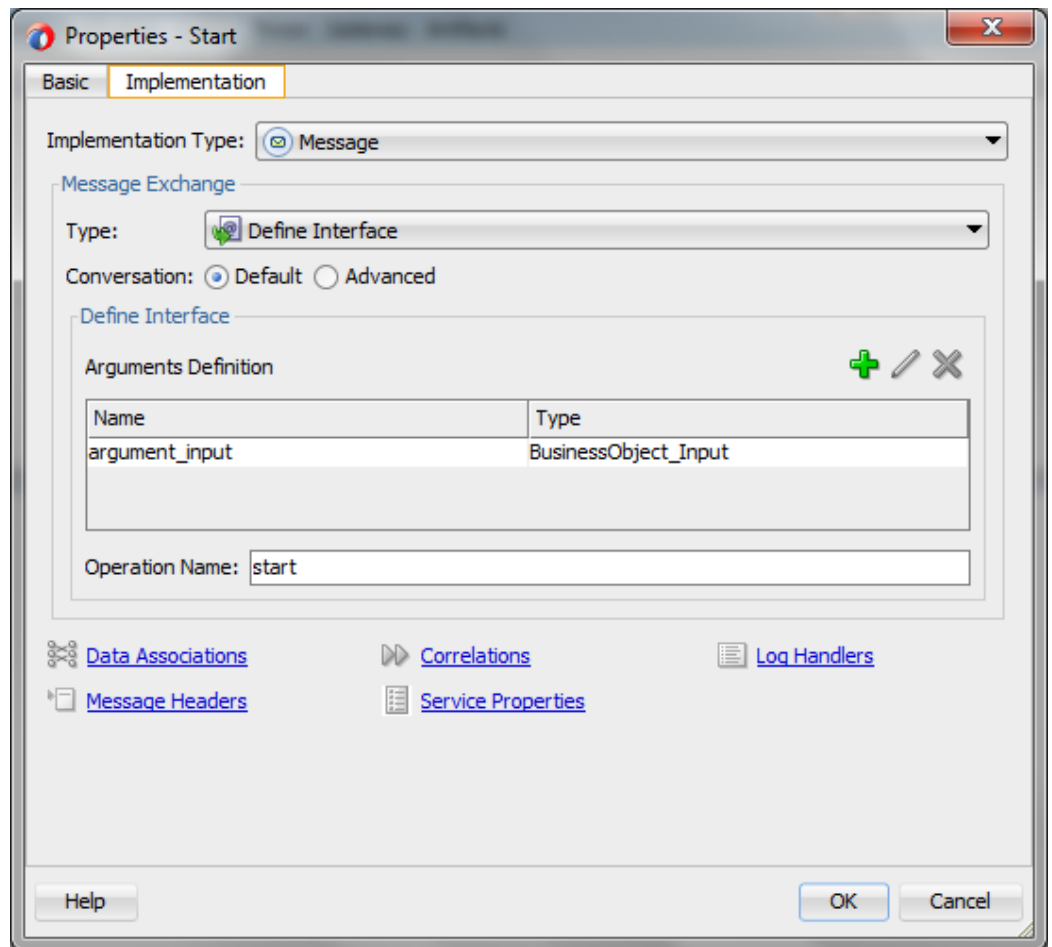 Properties - Start
Basic Implementation
Implementation Type: Message
Message Exchange
Type: Define Interface
Conversation: Default Advanced
Define Interface
Arguments Definition
Name Type
argument_input BusinessObject_Input
Operation Name: start
Data Associations Correlations Log Handlers
Message Headers Service Properties
Help OK Cancel